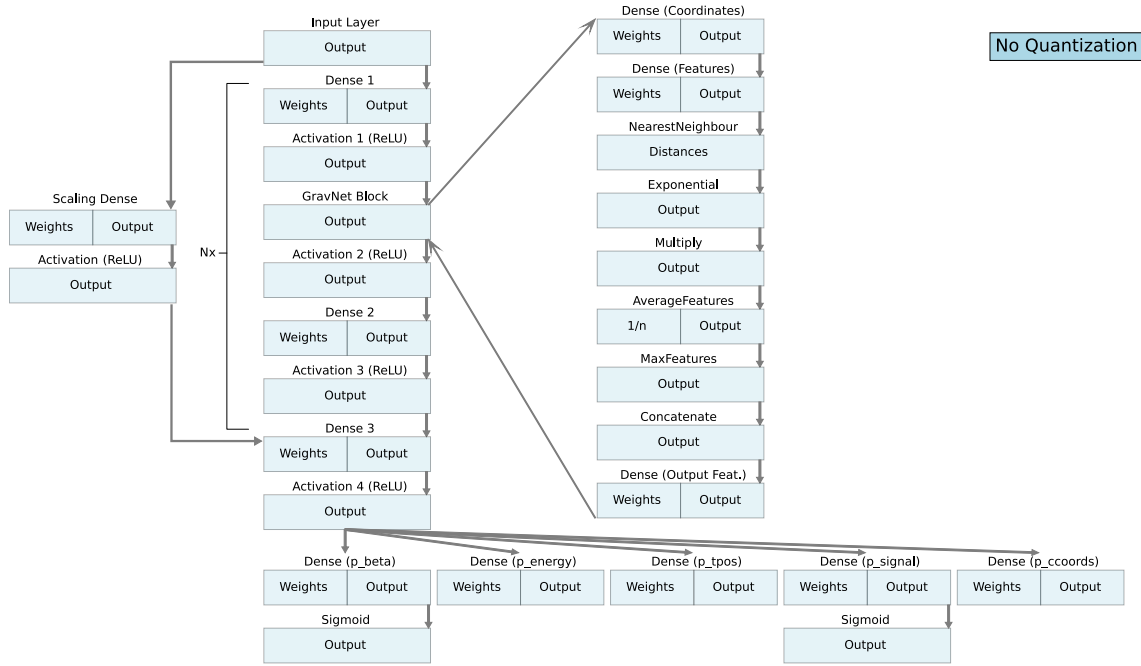 Input Layer
Output
Dense 1
Weights Output
Activation 1 (ReLU)
Output
GravNet Block
Output
Activation 2 (ReLU)
Output
Dense 2
Weights Output
Activation 3 (ReLU)
Output
Dense 3
Weights Output
Activation 4 (ReLU)
Output
Scaling Dense
Weights Output
Activation (ReLU)
Output
Nx
Dense (Coordinates)
Weights Output
Dense (Features)
Weights Output
NearestNeighbour
Distances
Exponential
Output
Multiply
Output
AverageFeatures
1/n Output
MaxFeatures
Output
Concatenate
Output
Dense (Output Feat.)
Weights Output
No Quantization
Dense (p_beta)
Weights Output
Sigmoid
Output
Dense (p_energy)
Weights Output
Dense (p_tpos)
Weights Output
Dense (p_signal)
Weights Output
Sigmoid
Output
Dense (p_ccoords)
Weights Output